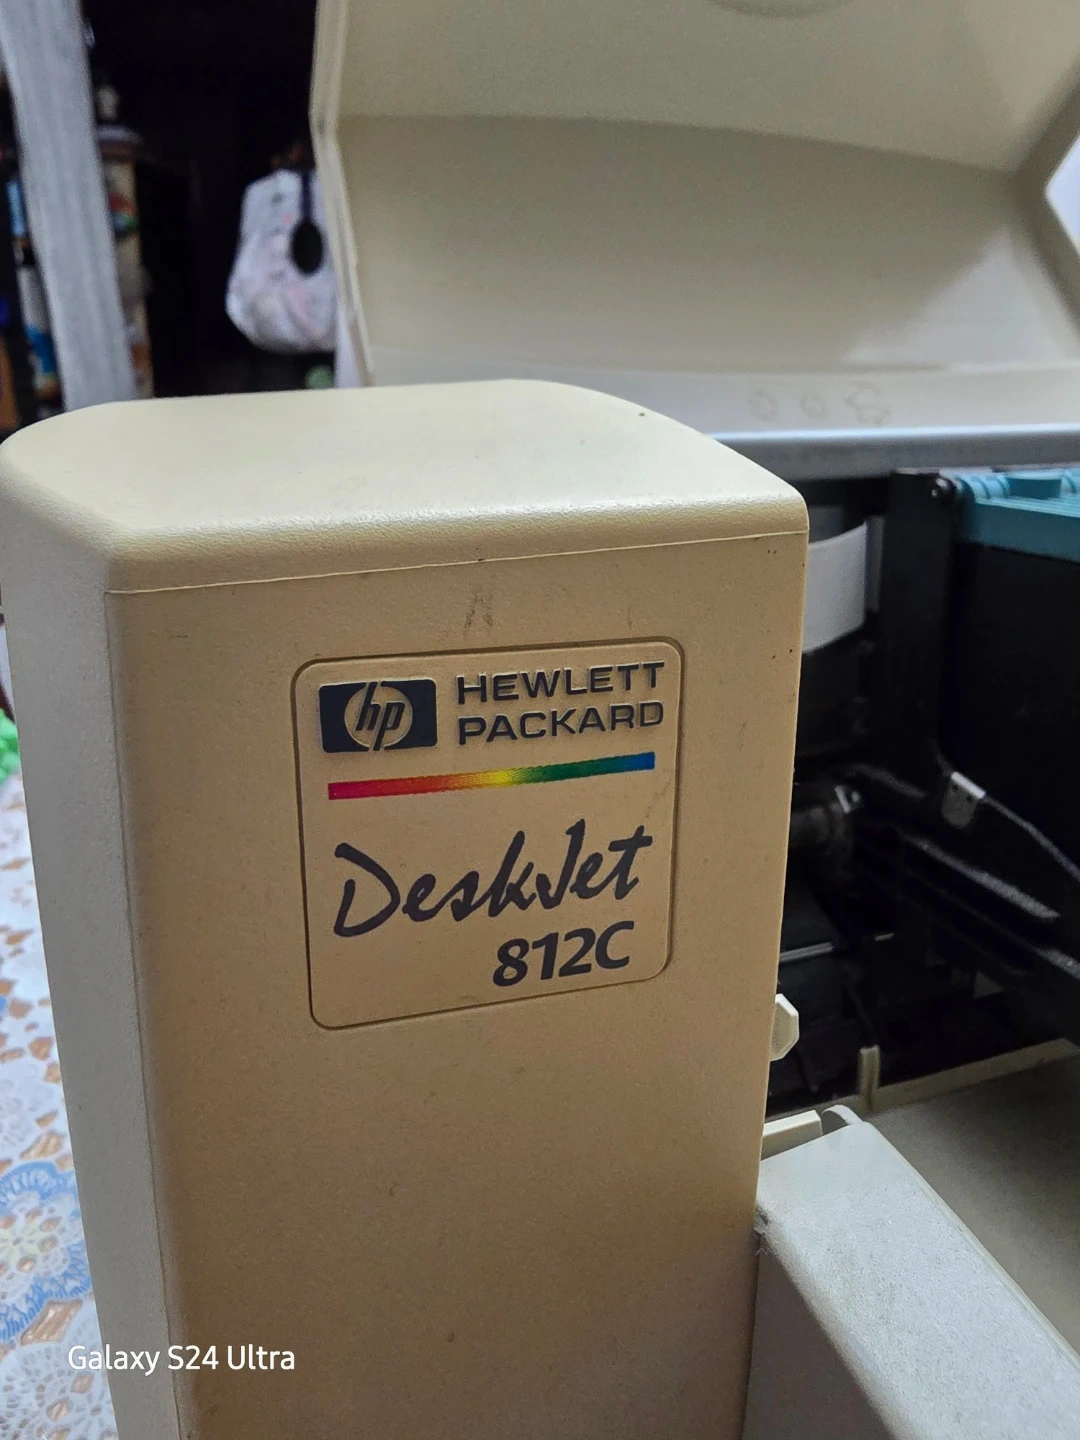 hp HEWLETT
PACKARD
DeskJet
812C
Galaxy S24 Ultra